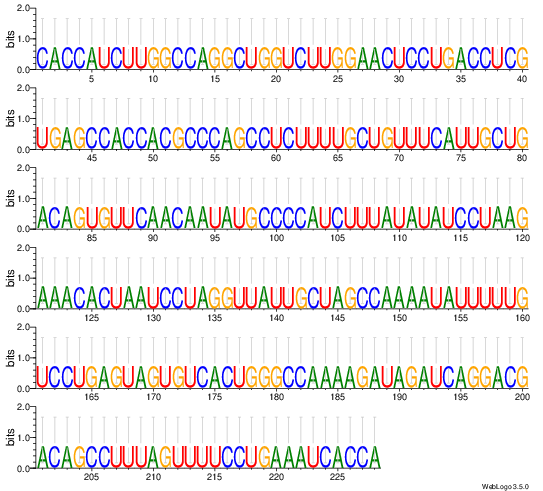 2.0
bits
1.0
0.0
CACCAUCUUGGCCAGGCUGGUCUUGGAACUCCUGACCUCG
5 10 15 20 25 30 35 40
2.0
bits
1.0
0.0
UGAGCCACCACGCCCAGCCUCUUUUGCUGUUUCAUUGCUG
45 50 55 60 65 70 75 80
2.0
bits
1.0
0.0
ACAGUGUUCAACAAUAUGCCCCAUCUUUAUAUAUCCUAAG
85 90 95 100 105 110 115 120
2.0
bits
1.0
0.0
AAACACUAAUCCUAGGUUAUUGCUAGCCAAAAUAUUUUUG
125 130 135 140 145 150 155 160
2.0
bits
1.0
0.0
UCCUGAGUAGUGUCACUGGGCCAAAAGAUAGAUCAGGACG
165 170 175 180 185 190 195 200
2.0
bits
1.0
0.0
ACAGCCUUUAGUUUUCCUGAAAUCACCA
205 210 215 220 225
WebLogo 3.5.0